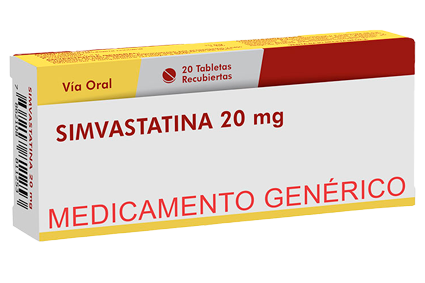 Vía Oral
20 Tabletas
Recubiertas
SIMVASTATINA 20 mg
MEDICAMENTO GENÉRICO
SIMVASTATINA 20 mg